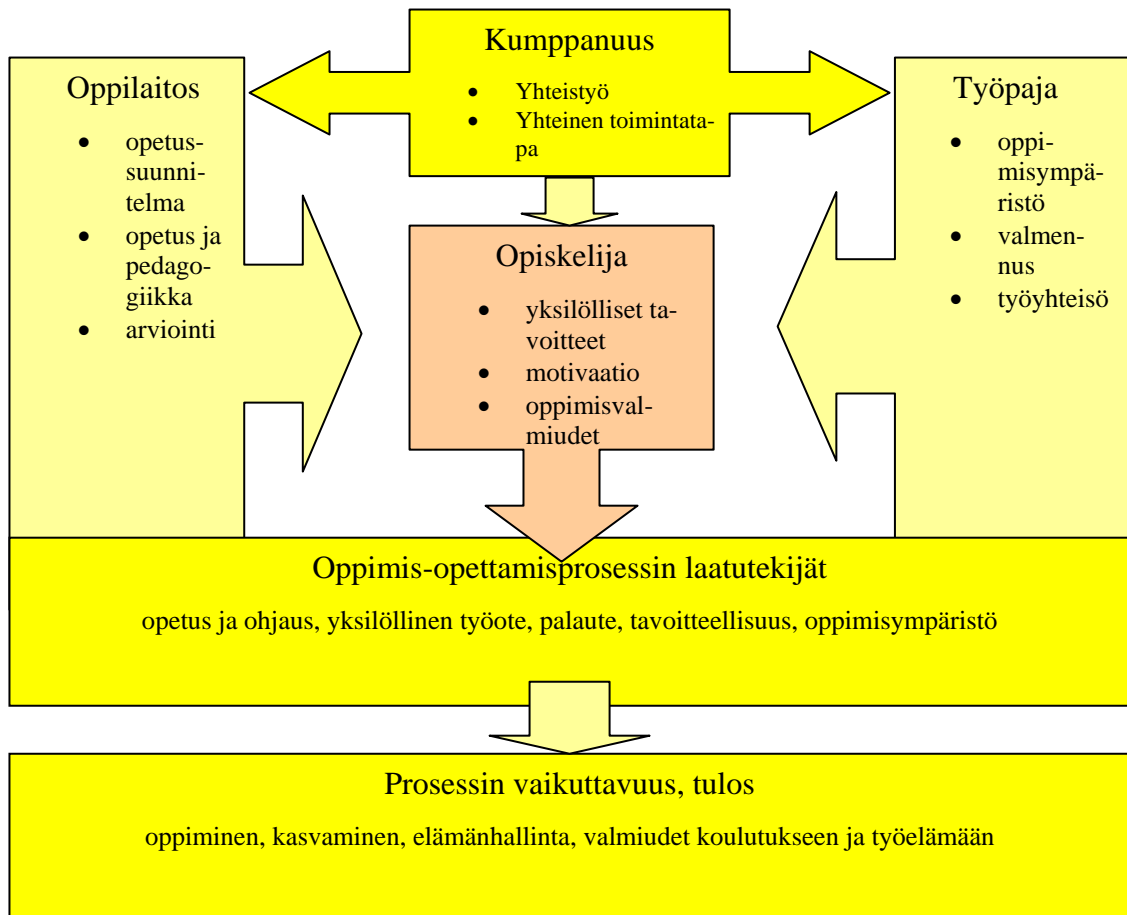 Kumppanuus
• Yhteistyö
• Yhteinen toimintata-
pa
Oppilaitos
• opetus-
suunni-
telma
• opetus ja
pedago-
giikka
• arviointi
Työpaja
• oppi-
misympä-
ristö
• valmen-
nus
• työyhteisö
Opiskelija
• yksilölliset ta-
voitteet
• motivaatio
• oppimisval-
miudet
Oppimis-opettamisprosessin laatutekijät
opetus ja ohjaus, yksilöllinen työote, palaute, tavoitteellisuus, oppimisympäristö
Prosessin vaikuttavuus, tulos
oppiminen, kasvaminen, elämänhallinta, valmiudet koulutukseen ja työelämään